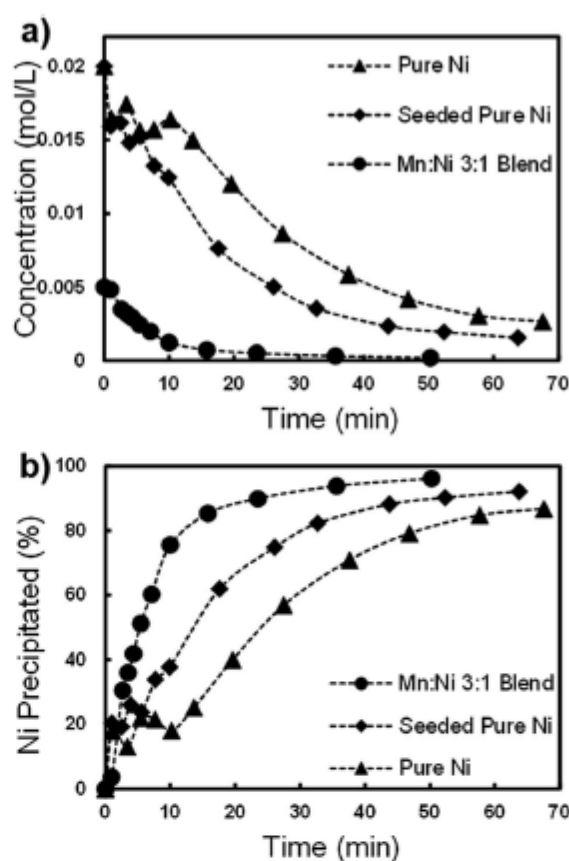 a)
Concentration (mol/L)
0.02
0.015
0.01
0.005
0
Pure Ni
Seeded Pure Ni
Mn:Ni 3:1 Blend
0 10 20 30 40 50 60 70
Time (min)
b)
Ni Precipitated (%)
100
80
60
40
20
0
Mn:Ni 3:1 Blend
Seeded Pure Ni
Pure Ni
0 10 20 30 40 50 60 70
Time (min)